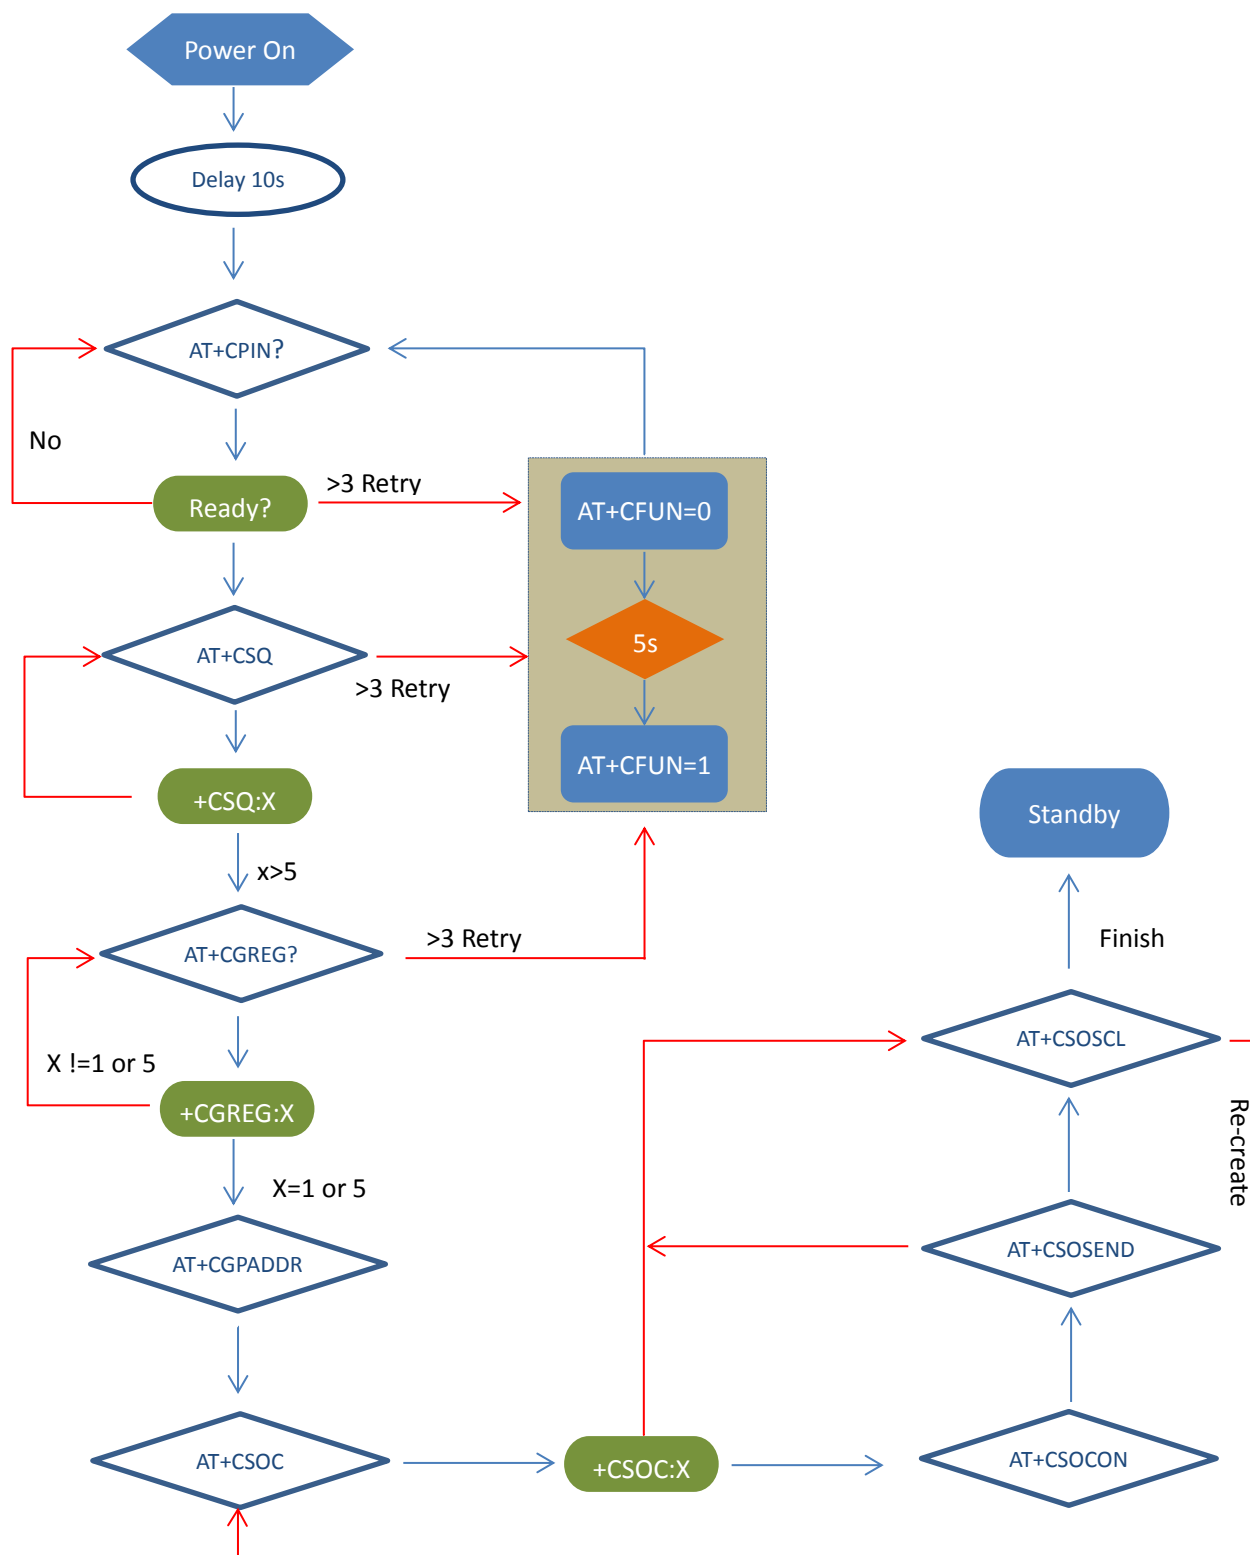 Power On
Delay 10s
AT+CPIN?
No
Ready?
>3 Retry
AT+CFUN=0
AT+CSQ
>3 Retry
5s
AT+CFUN=1
+CSQ:X
Standby
x>5
AT+CGREG?
>3 Retry
Finish
X !=1 or 5
+CGREG:X
AT+CSOSCL
Re-create
X=1 or 5
AT+CGPADDR
AT+CSOSEND
AT+CSOC
+CSOC:X
AT+CSOCON